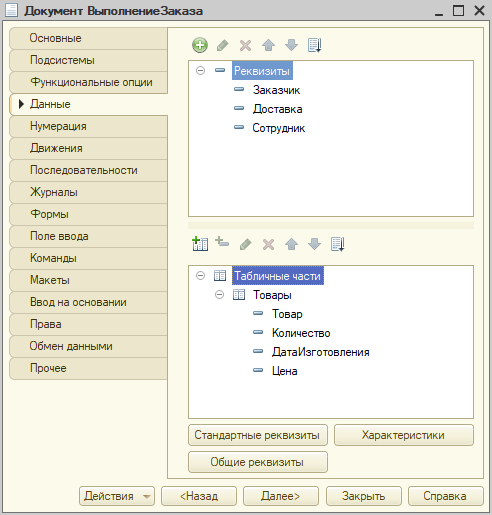 Документ ВыполнениеЗаказа
Основные
Подсистемы
Функциональные опции
Данные
Нумерация
Движения
Последовательности
Журналы
Формы
Поле ввода
Команды
Макеты
Ввод на основании
Права
Обмен данными
Прочее
Реквизиты
Заказчик
Доставка
Сотрудник
Табличные части
Товары
Товар
Количество
ДатаИзготовления
Цена
Стандартные реквизиты
Характеристики
Общие реквизиты
Действия
<Назад
Далее>
Закрыть
Справка